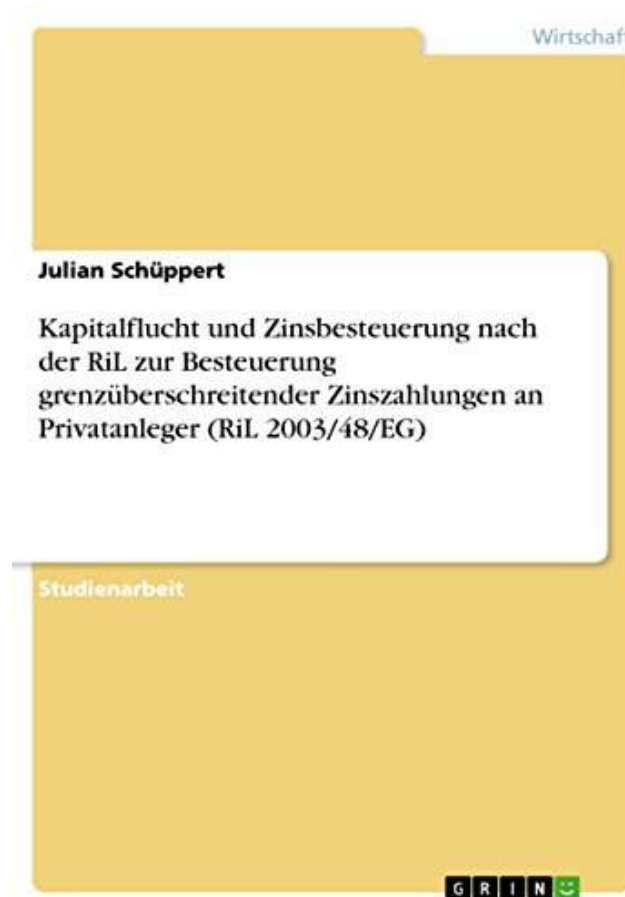 Wirtschaft
Julian Schüppert
Kapitalflucht und Zinsbesteuerung nach
der RiL zur Besteuerung
grenzüberschreitender Zinszahlungen an
Privatanleger (RiL 2003/48/EG)
Studienarbeit
GRIN